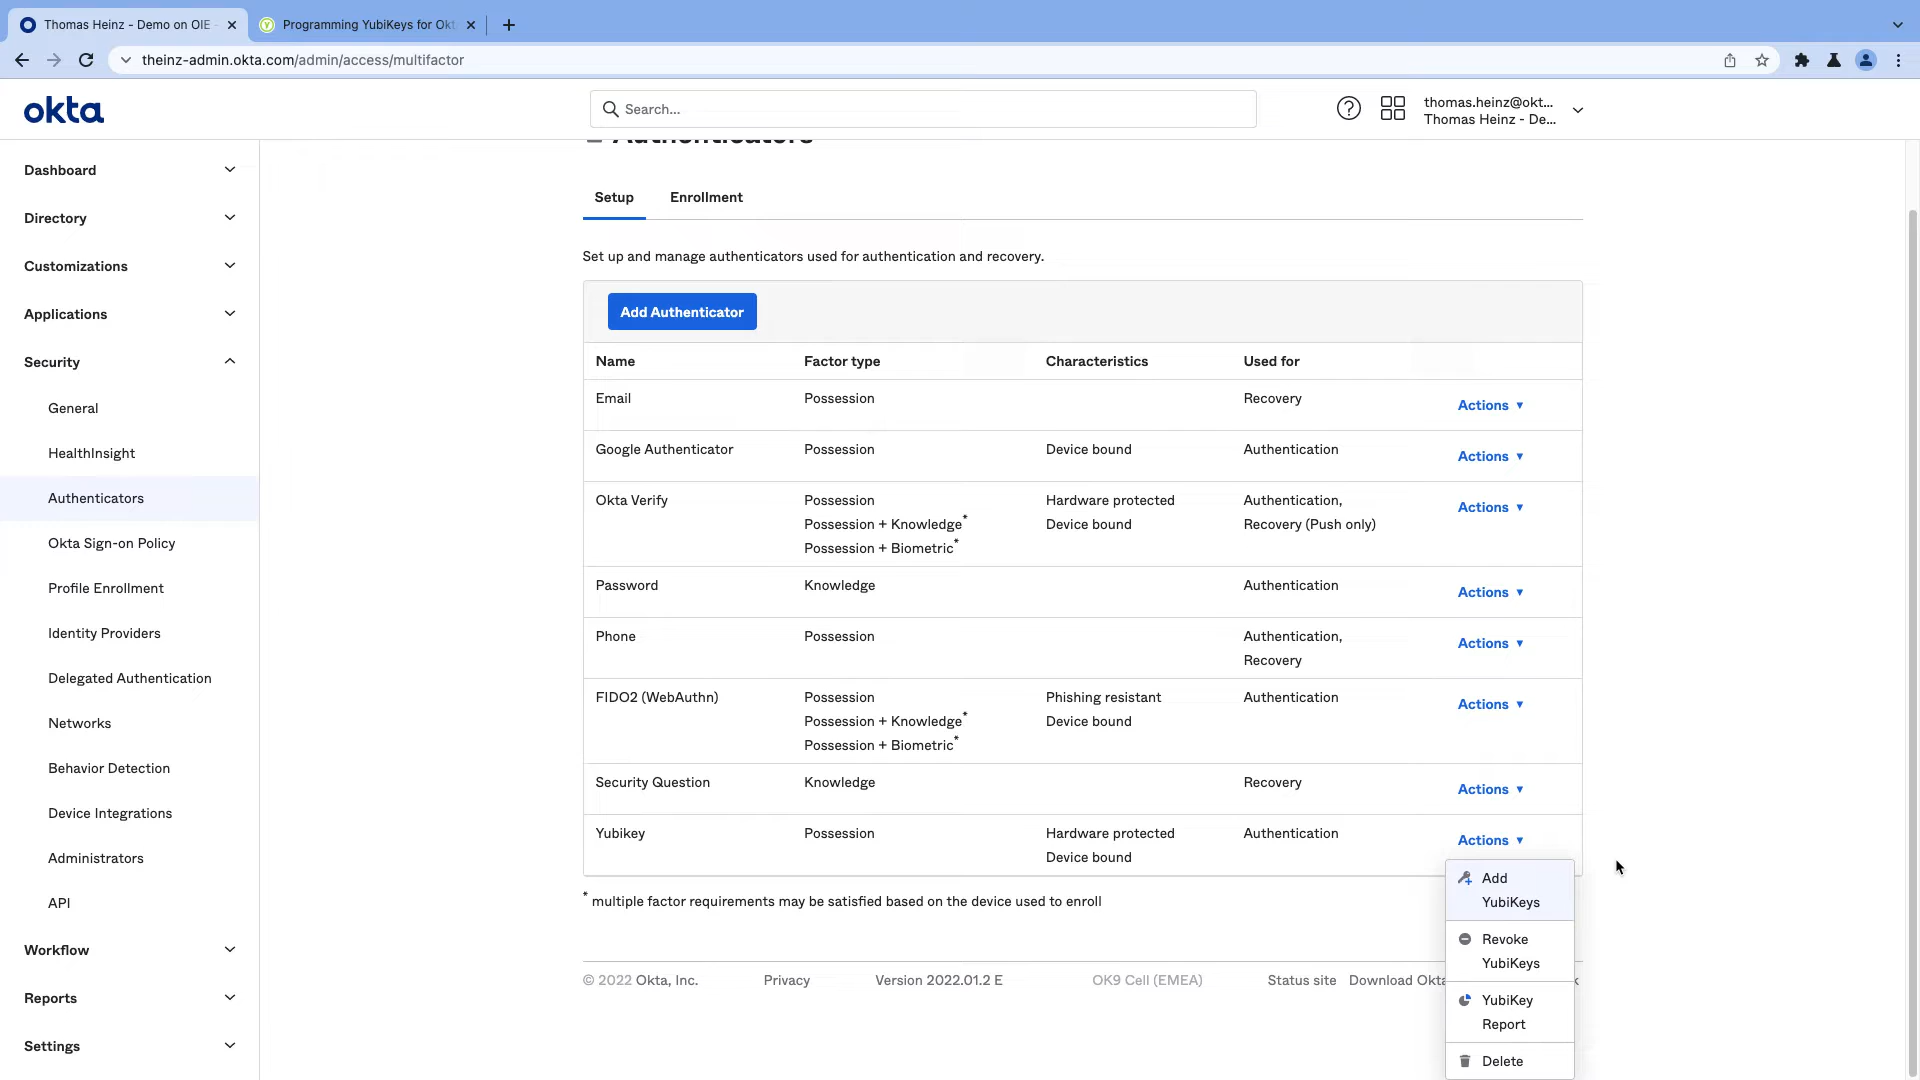 Thomas Heinz - Demo on OIE
Programming YubiKeys for Okt
theinz-admin.okta.com/admin/access/multifactor
okta
Search...
thomas.heinz@okt...
Thomas Heinz - De...
Dashboard
Directory
Customizations
Applications
Security
General
HealthInsight
Authenticators
Okta Sign-on Policy
Profile Enrollment
Identity Providers
Delegated Authentication
Networks
Behavior Detection
Device Integrations
Administrators
API
Workflow
Reports
Settings
Authenticators
Setup Enrollment
Set up and manage authenticators used for authentication and recovery.
Add Authenticator
Name Factor type Characteristics Used for
Email Possession Recovery Actions ▼
Google Authenticator Possession Device bound Authentication Actions ▼
Okta Verify Possession Hardware protected Authentication, Actions ▼
Possession + Knowledge* Device bound Recovery (Push only)
Possession + Biometric*
Password Knowledge Authentication Actions ▼
Phone Possession Authentication, Actions ▼
Recovery
FIDO2 (WebAuthn) Possession Phishing resistant Authentication Actions ▼
Possession + Knowledge* Device bound
Possession + Biometric*
Security Question Knowledge Recovery Actions ▼
Yubikey Possession Hardware protected Authentication Actions ▼
Device bound
Add
YubiKeys
Revoke
YubiKeys
YubiKey
Report
Delete
* multiple factor requirements may be satisfied based on the device used to enroll
© 2022 Okta, Inc. Privacy Version 2022.01.2 E OK9 Cell (EMEA) Status site Download Okta